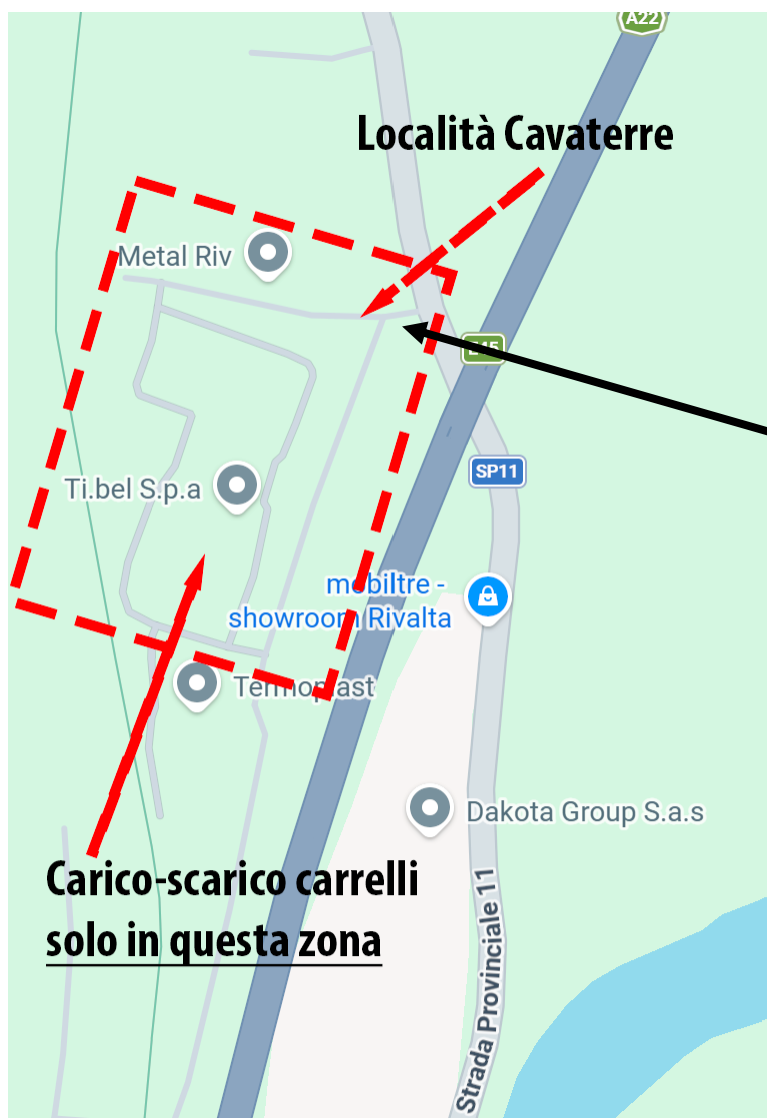 A22
Località Cavaterre
Metal Riv
E45
SP11
Ti.bel S.p.a
mobiltre -
showroom Rivalta
Termoplast
Dakota Group S.a.s
Carico-scarico carrelli
solo in questa zona
Strada Provinciale 11